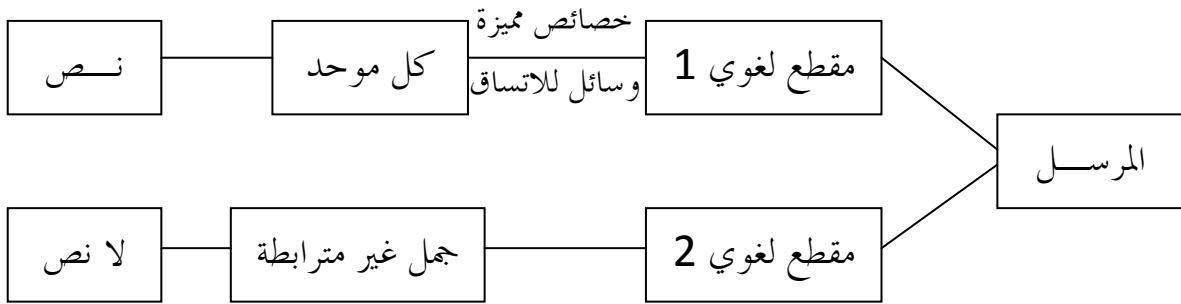 المرسل
مقطع لغوي 1
خصائص مميزة
وسائل للاتساق
كل موحد
نص
مقطع لغوي 2
جمل غير مترابطة
لا نص